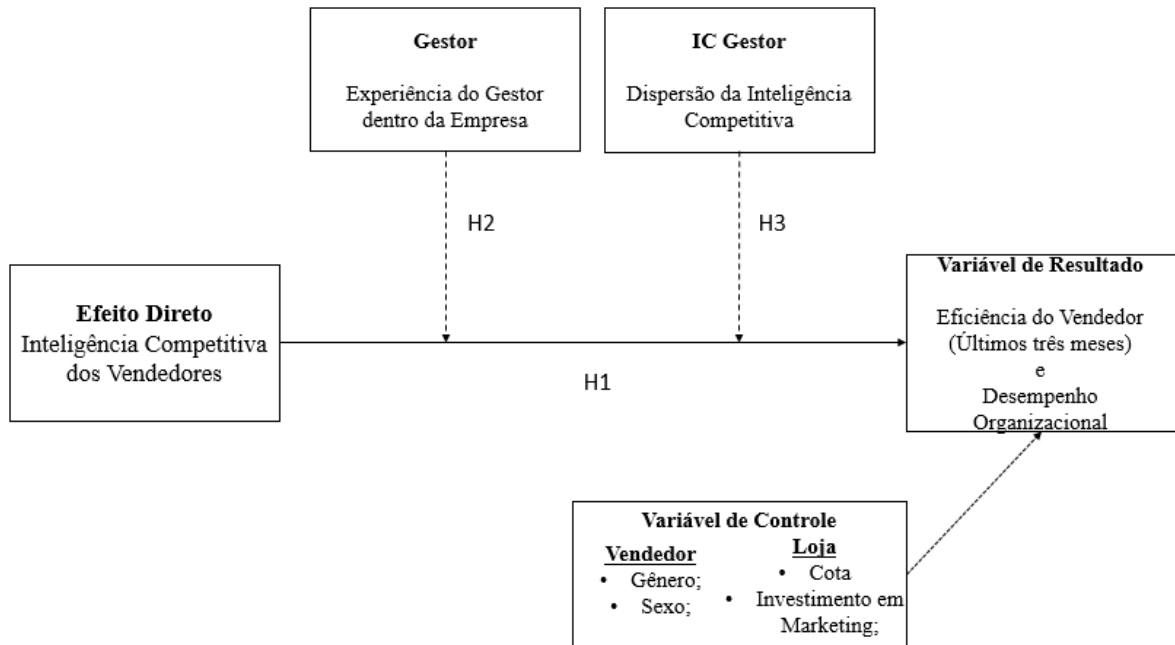 Gestor
Experiência do Gestor
dentro da Empresa
IC Gestor
Dispersão da Inteligência
Competitiva
H2
H3
Efeito Direto
Inteligência Competitiva
dos Vendedores
H1
Variável de Resultado
Eficiência do Vendedor
(Últimos três meses)
e
Desempenho
Organizacional
Variável de Controle
Vendedor
• Gênero;
• Sexo;
Loja
• Cota
• Investimento em
Marketing;